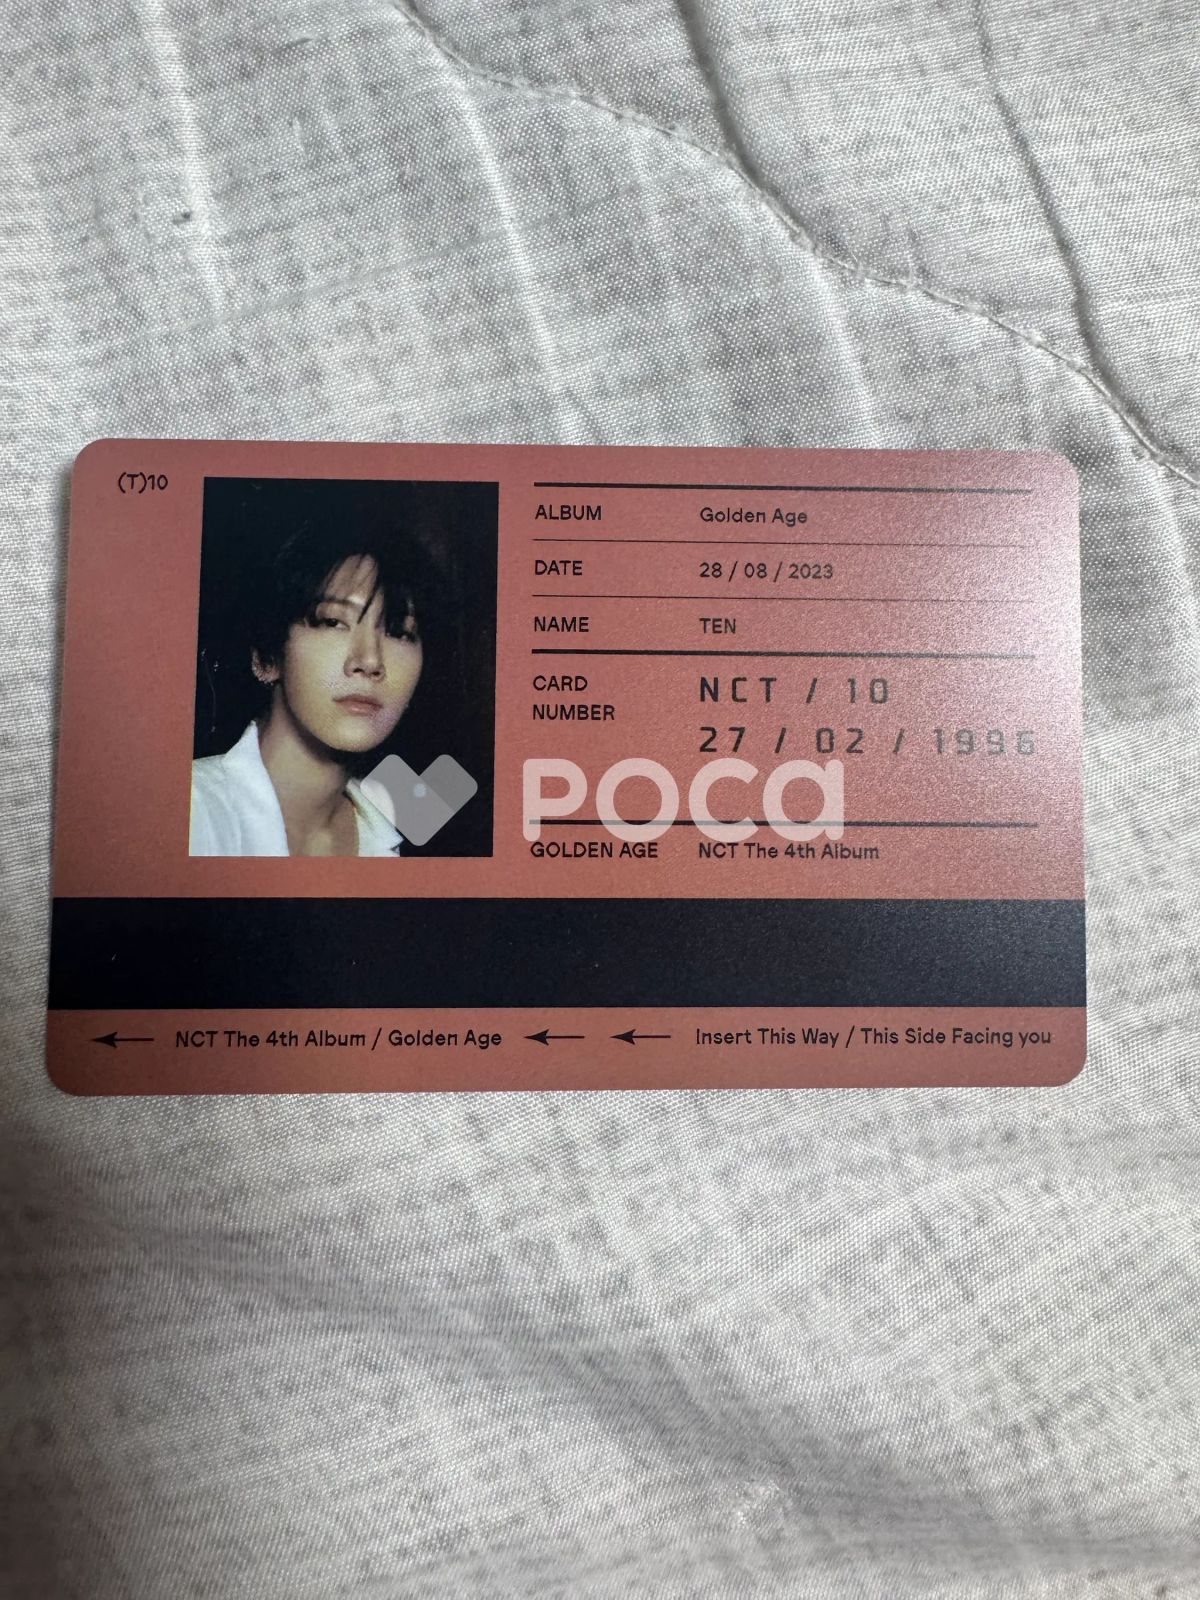 (T)10
ALBUM Golden Age
DATE 28 / 08 / 2023
NAME TEN
CARD NUMBER NCT / 10
27 / 02 / 1996
POCA
GOLDEN AGE NCT The 4th Album
← NCT The 4th Album / Golden Age ← ← Insert This Way / This Side Facing you